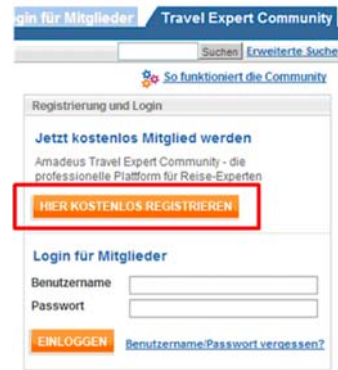 gin für Mitglieder Travel Expert Community
Suchen Erweiterte Suche
So funktioniert die Community
Registrierung und Login
Jetzt kostenlos Mitglied werden
Amadeus Travel Expert Community - die
professionelle Plattform für Reise-Experten
HIER KOSTENLOS REGISTRIEREN
Login für Mitglieder
Benutzername
Passwort
EINLOGGEN Benutzername/Passwort vergessen?